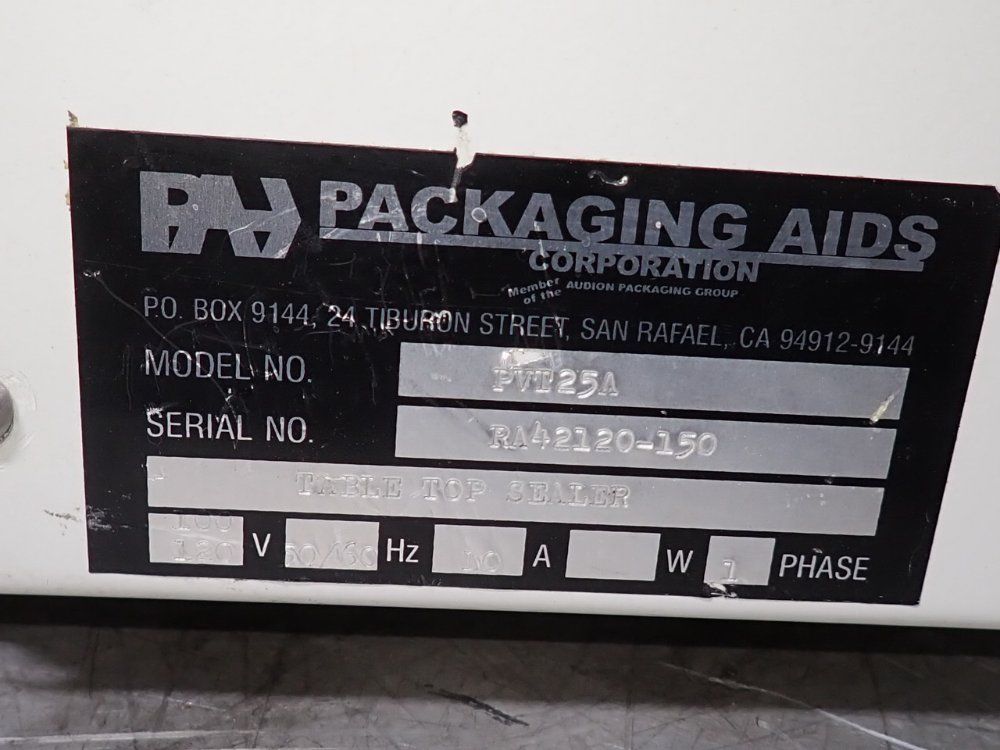 PAV PACKAGING AIDS
CORPORATION
Member of the AUDION PACKAGING GROUP
P.O. BOX 9144, 24 TIBURON STREET, SAN RAFAEL, CA 94912-9144
MODEL NO. PVT25A
SERIAL NO. RA42120-150
TABLE TOP SEALER
100
120 V 50/60 Hz 10 A W 1 PHASE